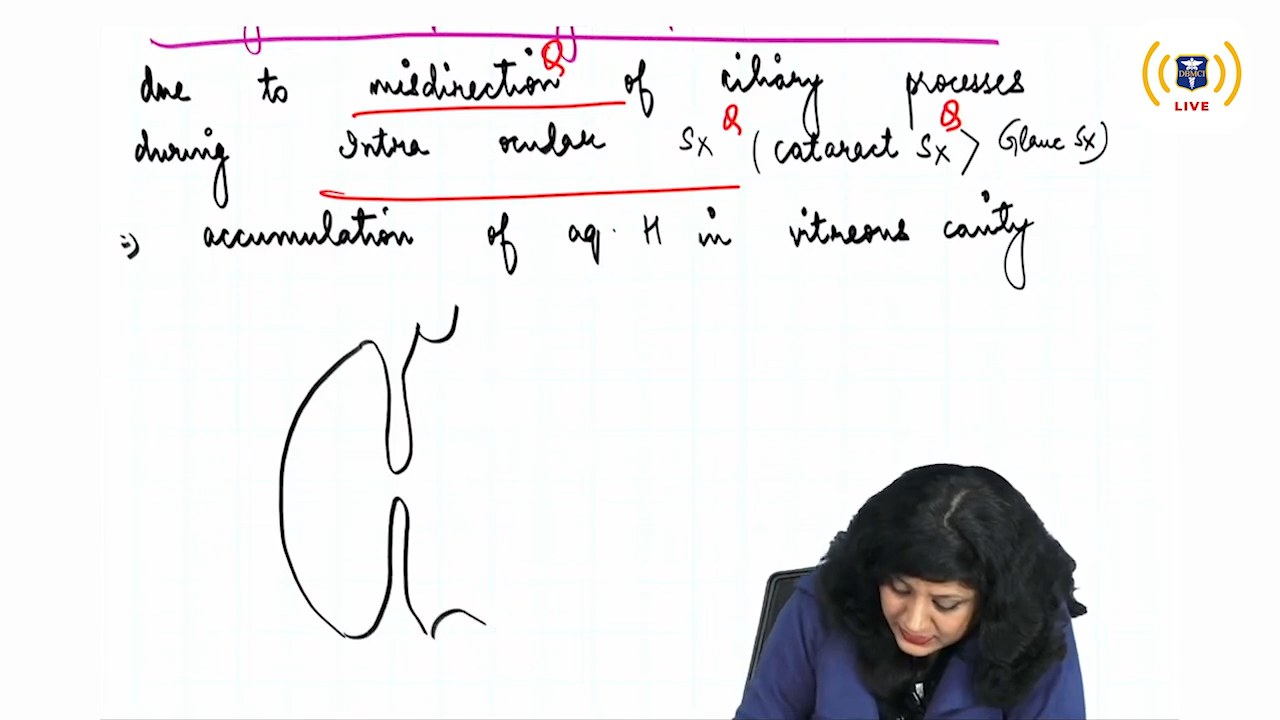 due to misdirection Q of ciliary processes
during Intra ocular Sx Q (cataract Sx Q > Glauc Sx)
=> accumulation of aq. H in vitreous cavity
DBMCI
LIVE